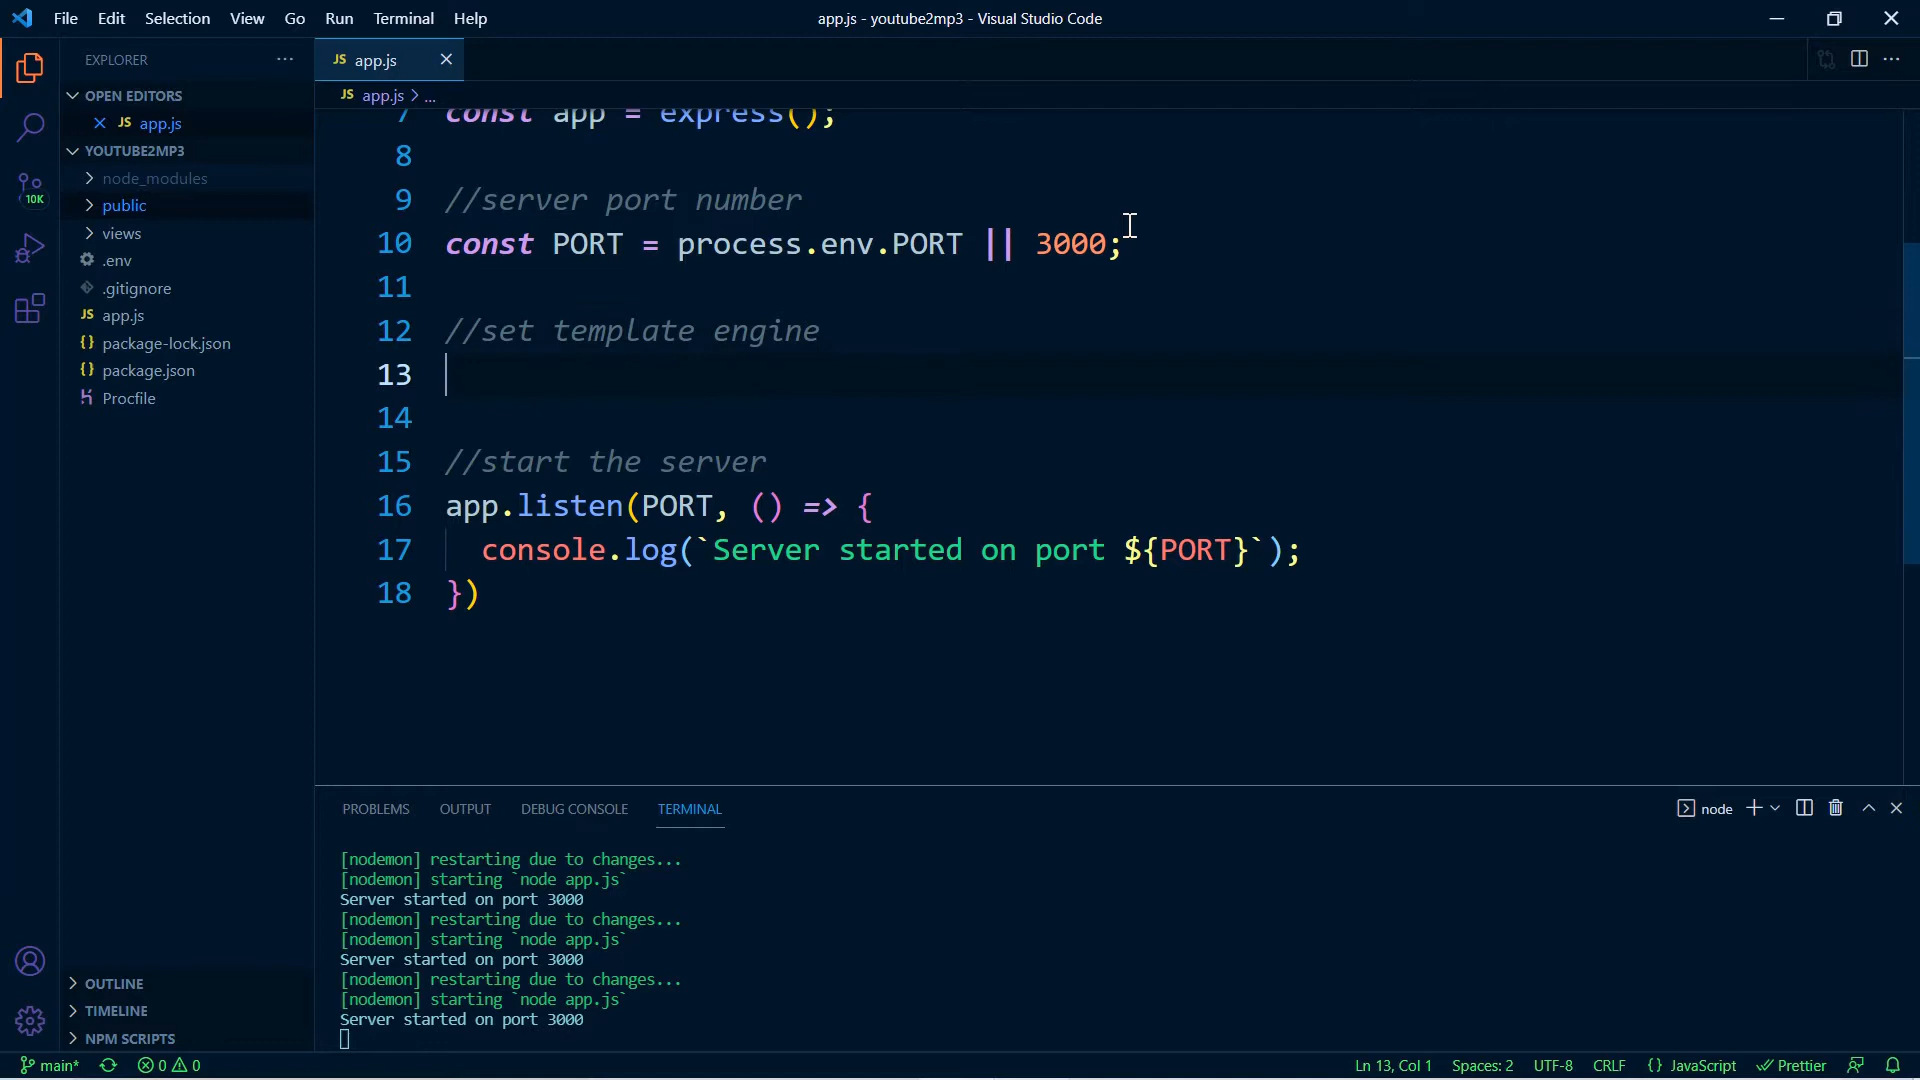 File Edit Selection View Go Run Terminal Help
app.js - youtube2mp3 - Visual Studio Code
EXPLORER
OPEN EDITORS
JS app.js
YOUTUBE2MP3
node_modules
public
views
.env
.gitignore
JS app.js
{} package-lock.json
{} package.json
Procfile
OUTLINE
TIMELINE
NPM SCRIPTS
10K
JS app.js
JS app.js > ...
7 const app = express();
8
9 //server port number
10 const PORT = process.env.PORT || 3000;
11
12 //set template engine
13
14
15 //start the server
16 app.listen(PORT, () => {
17 console.log(`Server started on port ${PORT}`);
18 })
PROBLEMS OUTPUT DEBUG CONSOLE TERMINAL
node
[nodemon] restarting due to changes...
[nodemon] starting `node app.js`
Server started on port 3000
[nodemon] restarting due to changes...
[nodemon] starting `node app.js`
Server started on port 3000
[nodemon] restarting due to changes...
[nodemon] starting `node app.js`
Server started on port 3000
main* 0 0
Ln 13, Col 1 Spaces: 2 UTF-8 CRLF {} JavaScript Prettier